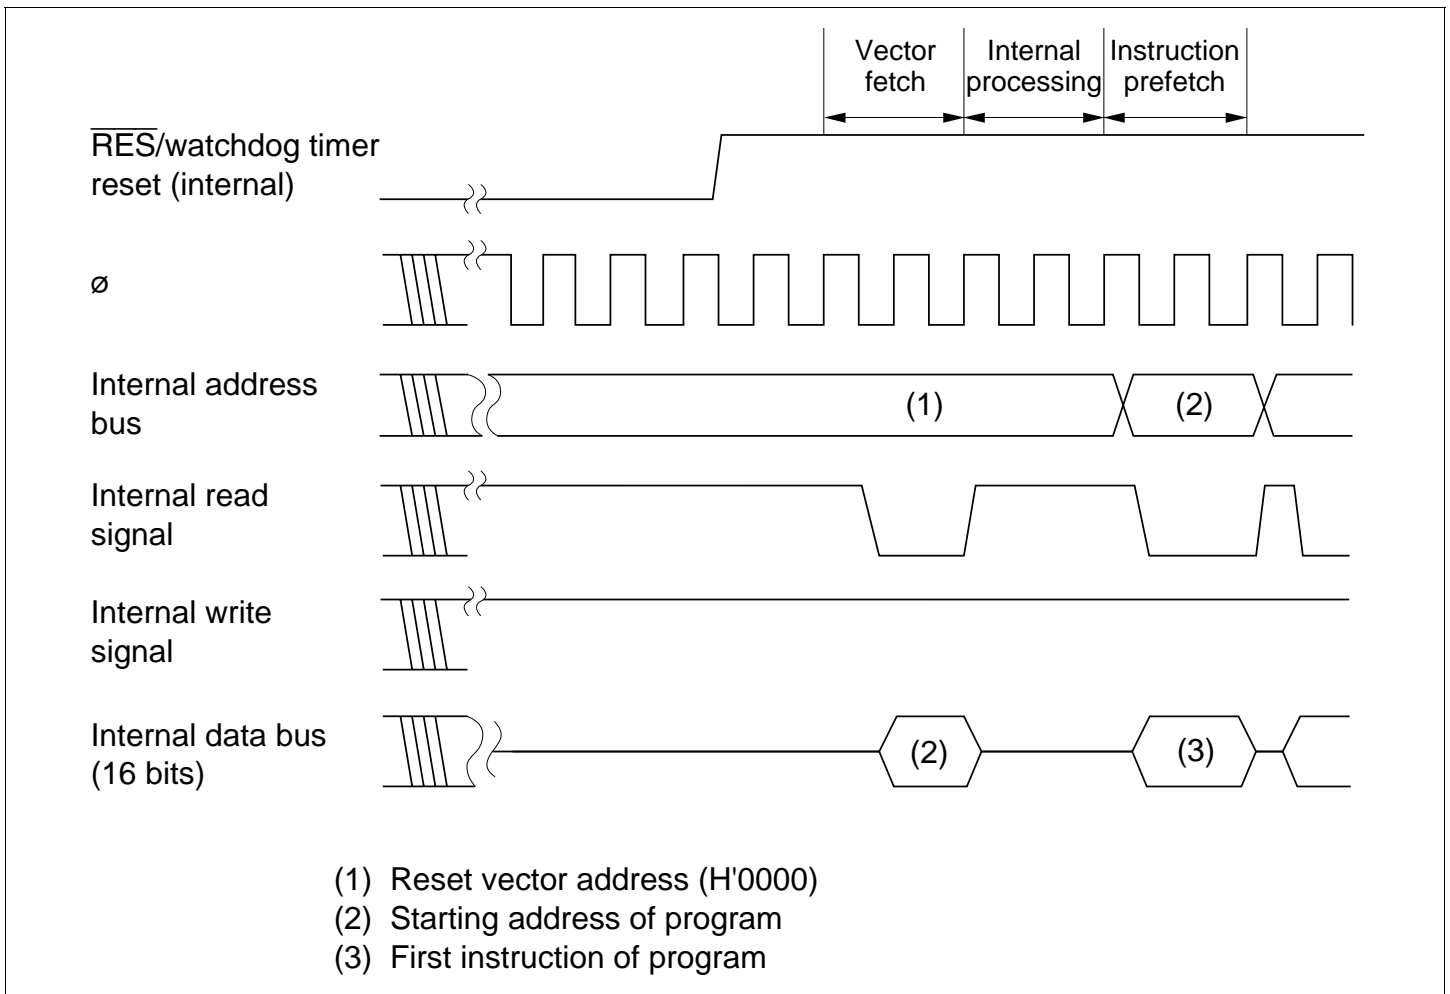 Vector fetch
Internal processing
Instruction prefetch
RES/watchdog timer
reset (internal)
ø
Internal address
bus
(1)
(2)
Internal read
signal
Internal write
signal
Internal data bus
(16 bits)
(2)
(3)
(1) Reset vector address (H'0000)
(2) Starting address of program
(3) First instruction of program